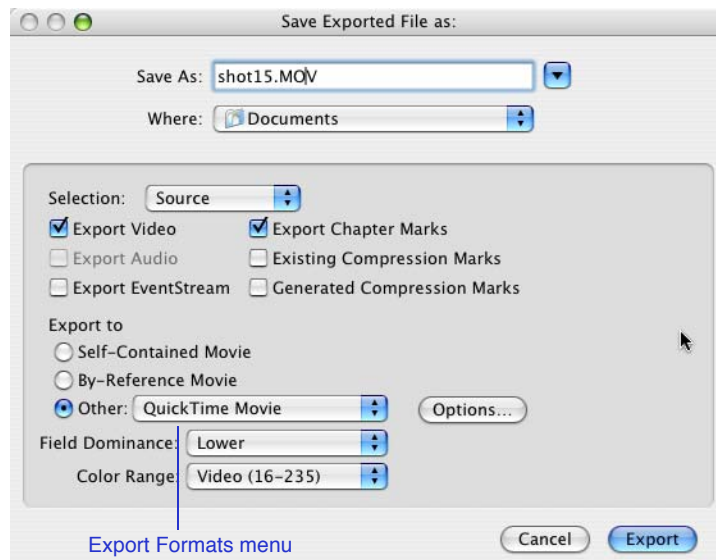 Save Exported File as:
Save As: shot15.MOV
Where: Documents
Selection: Source
Export Video Export Chapter Marks
Export Audio Existing Compression Marks
Export EventStream Generated Compression Marks
Export to
Self-Contained Movie
By-Reference Movie
Other: QuickTime Movie Options...
Field Dominance: Lower
Color Range: Video (16-235)
Export Formats menu
Cancel Export